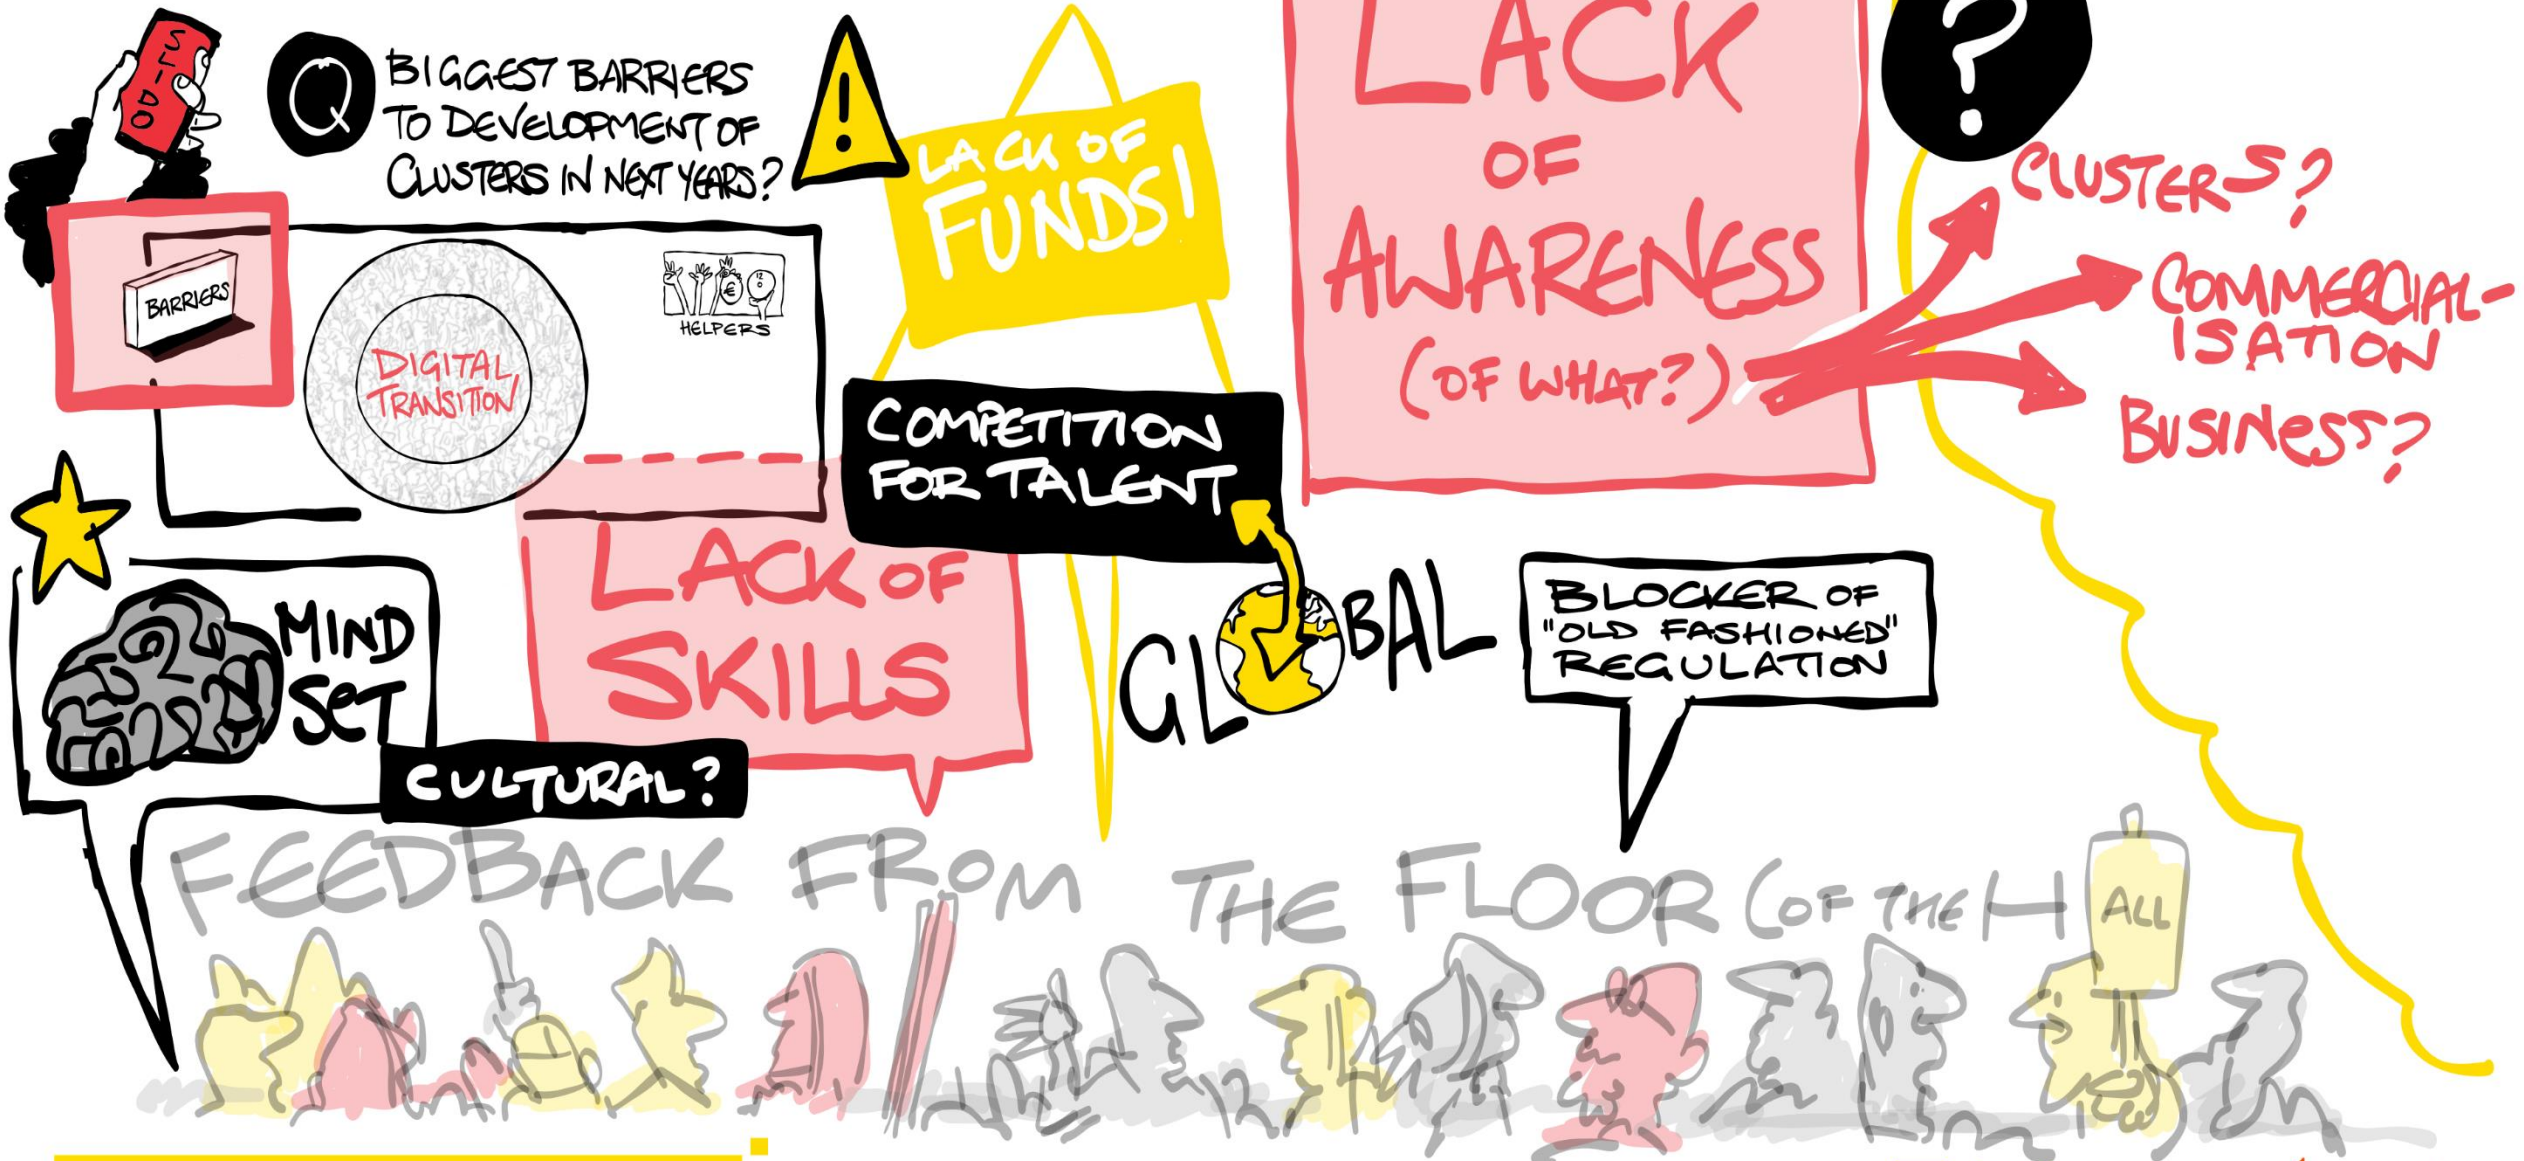 SLIDO
Q
BIGGEST BARRIERS
TO DEVELOPMENT OF
CLUSTERS IN NEXT YEARS?
!
LACK OF
FUNDS!
LACK
OF
AWARENESS
(OF WHAT?)
?
CLUSTERS?
COMMERCIAL-
ISATION
BUSINESS?
BARRIERS
DIGITAL
TRANSITION
€
12
6
HELPERS
COMPETITION
FOR TALENT
GLOBAL
MIND
SET
CULTURAL?
LACK OF
SKILLS
BLOCKER OF
"OLD FASHIONED"
REGULATION
FEEDBACK FROM THE FLOOR (OF THE HALL